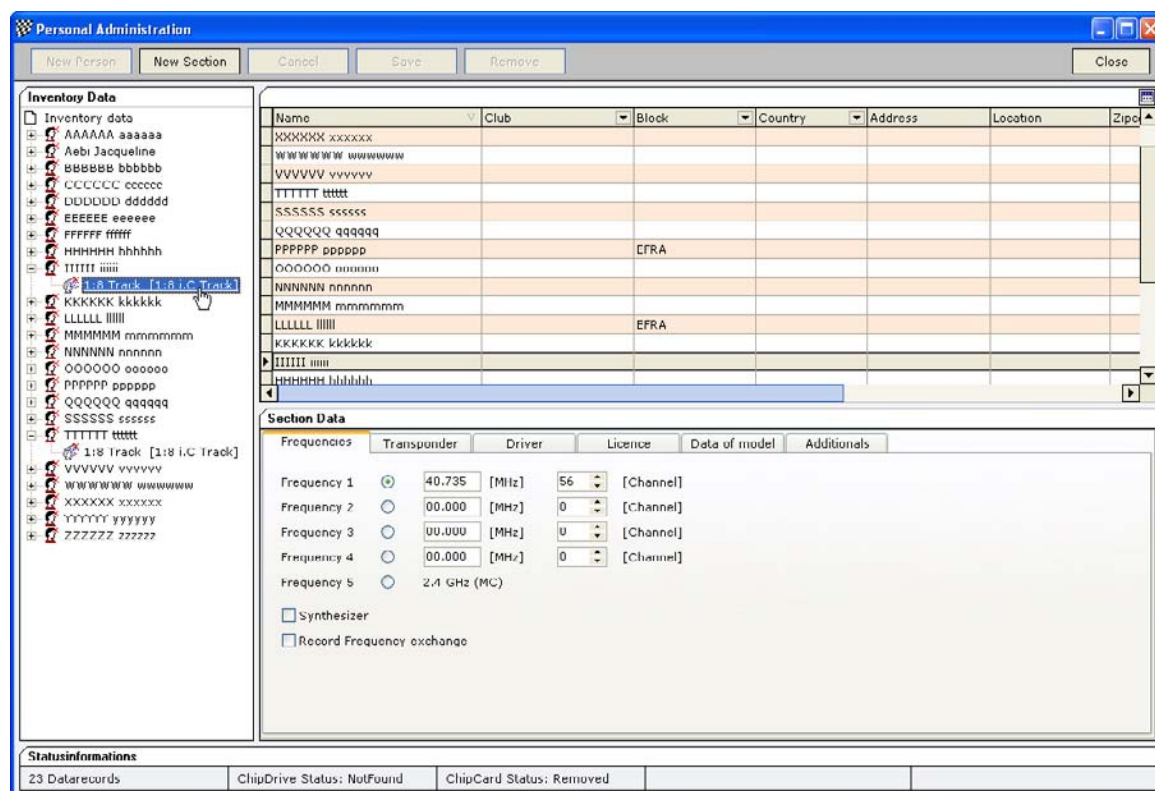 Personal Administration
New Person New Section Cancel Save Remove Close
Inventory Data
Inventory data
AAAAAA aaaaaa
Aebi Jacqueline
BBBBBB bbbbbb
CCCCCC cccccc
DDDDDD dddddd
EEEEEE eeeeee
FFFFFF ffffff
HHHHHH hhhhhh
IIIIII iiiiii
1:8 Track [1:8 i.C Track]
KKKKKK kkkkkk
LLLLLL llllll
MMMMMM mmmmmm
NNNNNN nnnnnn
OOOOOO oooooo
PPPPPP pppppp
QQQQQQ qqqqqq
SSSSSS ssssss
TTTTTT tttttt
1:8 Track [1:8 i.C Track]
VVVVVV vvvvvv
WWWWWW wwwwww
XXXXXX xxxxxx
YYYYYY yyyyyy
ZZZZZZ zzzzzz
Name Club Block Country Address Location
XXXXXX xxxxxx
WWWWWW wwwwww
VVVVVV vvvvvv
TTTTTT tttttt
SSSSSS ssssss
QQQQQQ qqqqqq
PPPPPP pppppp EFRA
OOOOOO oooooo
NNNNNN nnnnnn
MMMMMM mmmmmm
LLLLLL llllll EFRA
KKKKKK kkkkkk
IIIIII iiiiii
HHHHHH hhhhhh
Section Data
Frequencies Transponder Driver Licence Data of model Additionals
Frequency 1 40.735 [MHz] 56 [Channel]
Frequency 2 00.000 [MHz] 0 [Channel]
Frequency 3 00.000 [MHz] 0 [Channel]
Frequency 4 00.000 [MHz] 0 [Channel]
Frequency 5 2.4 GHz (MC)
Synthesizer
Record Frequency exchange
Statusinformations
23 Datarecords ChipDrive Status: NotFound ChipCard Status: Removed